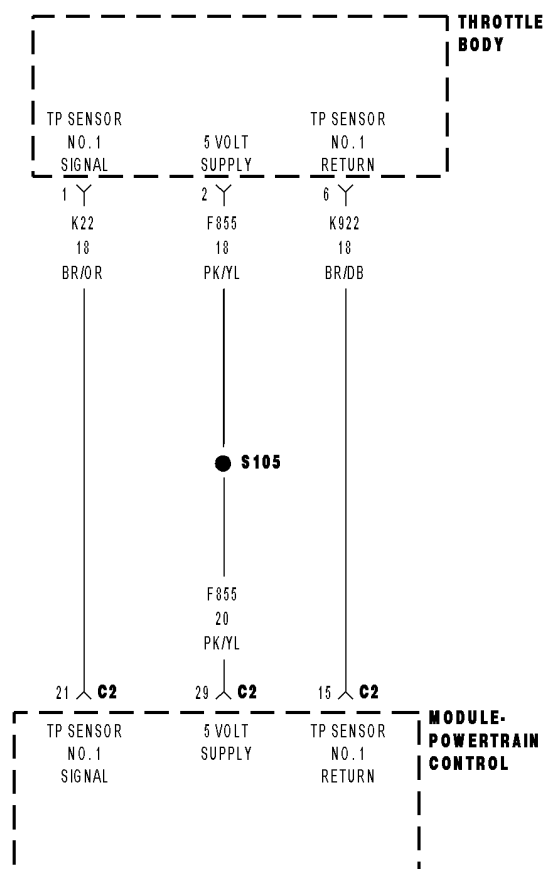 THROTTLE
BODY
TP SENSOR
NO.1
SIGNAL
5 VOLT
SUPPLY
TP SENSOR
NO.1
RETURN
1
2
6
K22
18
BR/OR
F855
18
PK/YL
K922
18
BR/DB
S105
F855
20
PK/YL
21 C2
29 C2
15 C2
TP SENSOR
NO.1
SIGNAL
5 VOLT
SUPPLY
TP SENSOR
NO.1
RETURN
MODULE-
POWERTRAIN
CONTROL